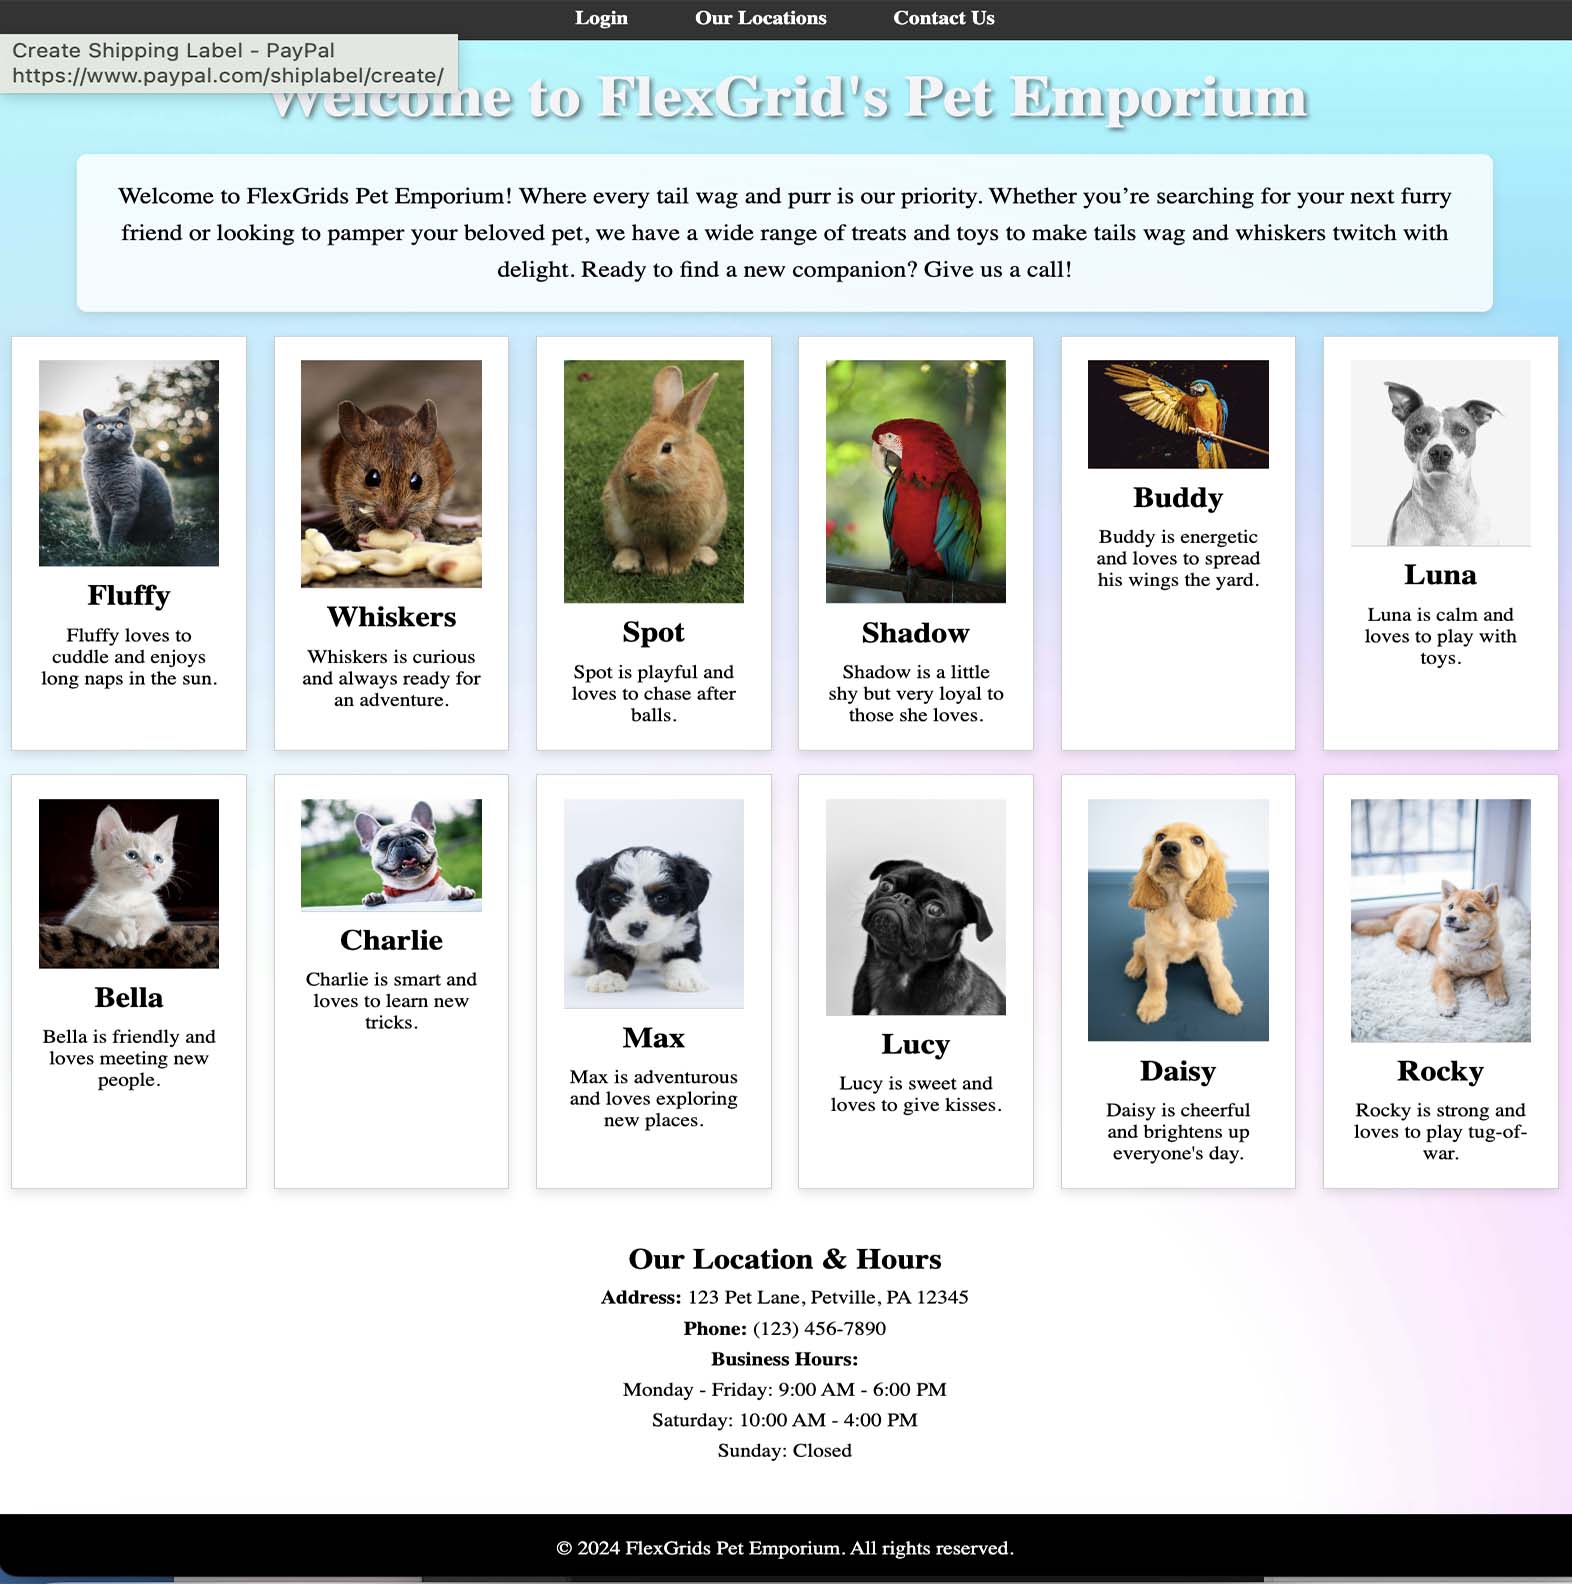 Login Our Locations Contact Us
Create Shipping Label - PayPal
https://www.paypal.com/shiplabel/create/
Welcome to FlexGrid's Pet Emporium
Welcome to FlexGrids Pet Emporium! Where every tail wag and purr is our priority. Whether you’re searching for your next furry
friend or looking to pamper your beloved pet, we have a wide range of treats and toys to make tails wag and whiskers twitch with
delight. Ready to find a new companion? Give us a call!
Fluffy
Fluffy loves to
cuddle and enjoys
long naps in the sun.
Whiskers
Whiskers is curious
and always ready for
an adventure.
Spot
Spot is playful and
loves to chase after
balls.
Shadow
Shadow is a little
shy but very loyal to
those she loves.
Buddy
Buddy is energetic
and loves to spread
his wings the yard.
Luna
Luna is calm and
loves to play with
toys.
Bella
Bella is friendly and
loves meeting new
people.
Charlie
Charlie is smart and
loves to learn new
tricks.
Max
Max is adventurous
and loves exploring
new places.
Lucy
Lucy is sweet and
loves to give kisses.
Daisy
Daisy is cheerful
and brightens up
everyone's day.
Rocky
Rocky is strong and
loves to play tug-of-
war.
Our Location & Hours
Address: 123 Pet Lane, Petville, PA 12345
Phone: (123) 456-7890
Business Hours:
Monday - Friday: 9:00 AM - 6:00 PM
Saturday: 10:00 AM - 4:00 PM
Sunday: Closed
© 2024 FlexGrids Pet Emporium. All rights reserved.